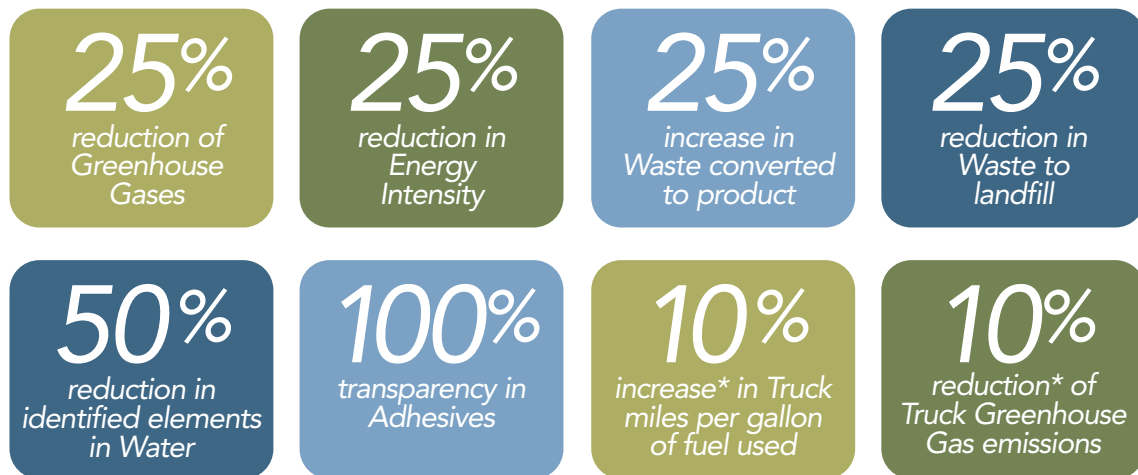 25%
reduction of
Greenhouse
Gases
25%
reduction in
Energy
Intensity
25%
increase in
Waste converted
to product
25%
reduction in
Waste to
landfill
50%
reduction in
identified elements
in Water
100%
transparency in
Adhesives
10%
increase* in Truck
miles per gallon
of fuel used
10%
reduction* of
Truck Greenhouse
Gas emissions